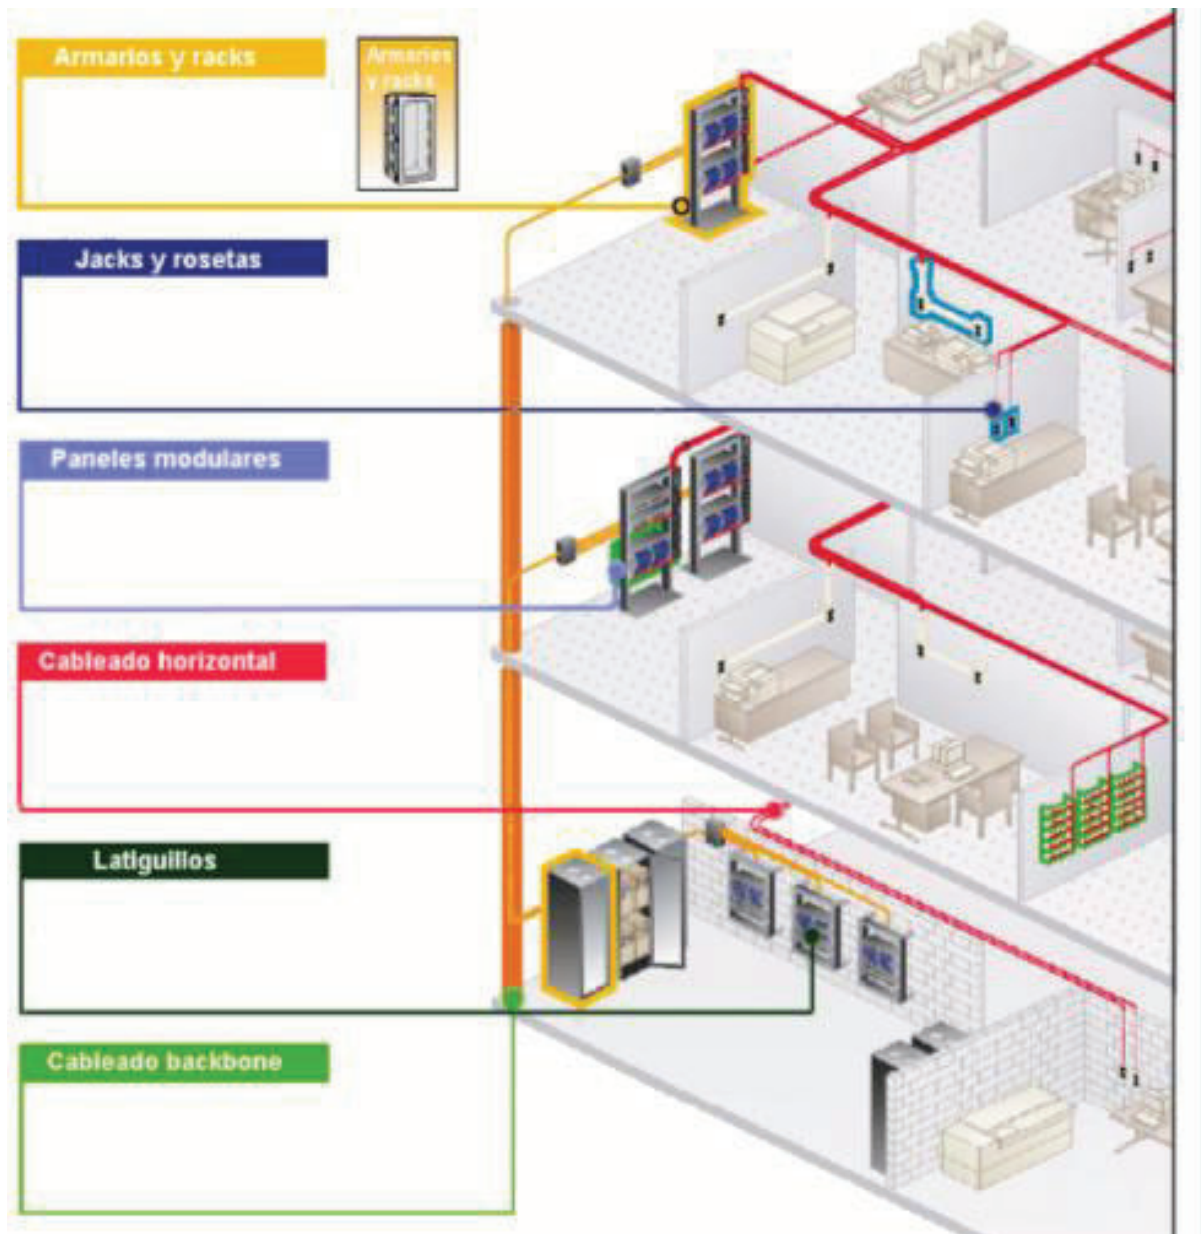 Armarios y racks
Armarios
y racks
Jacks y rosetas
Paneles modulares
Cableado horizontal
Latiguillos
Cableado backbone